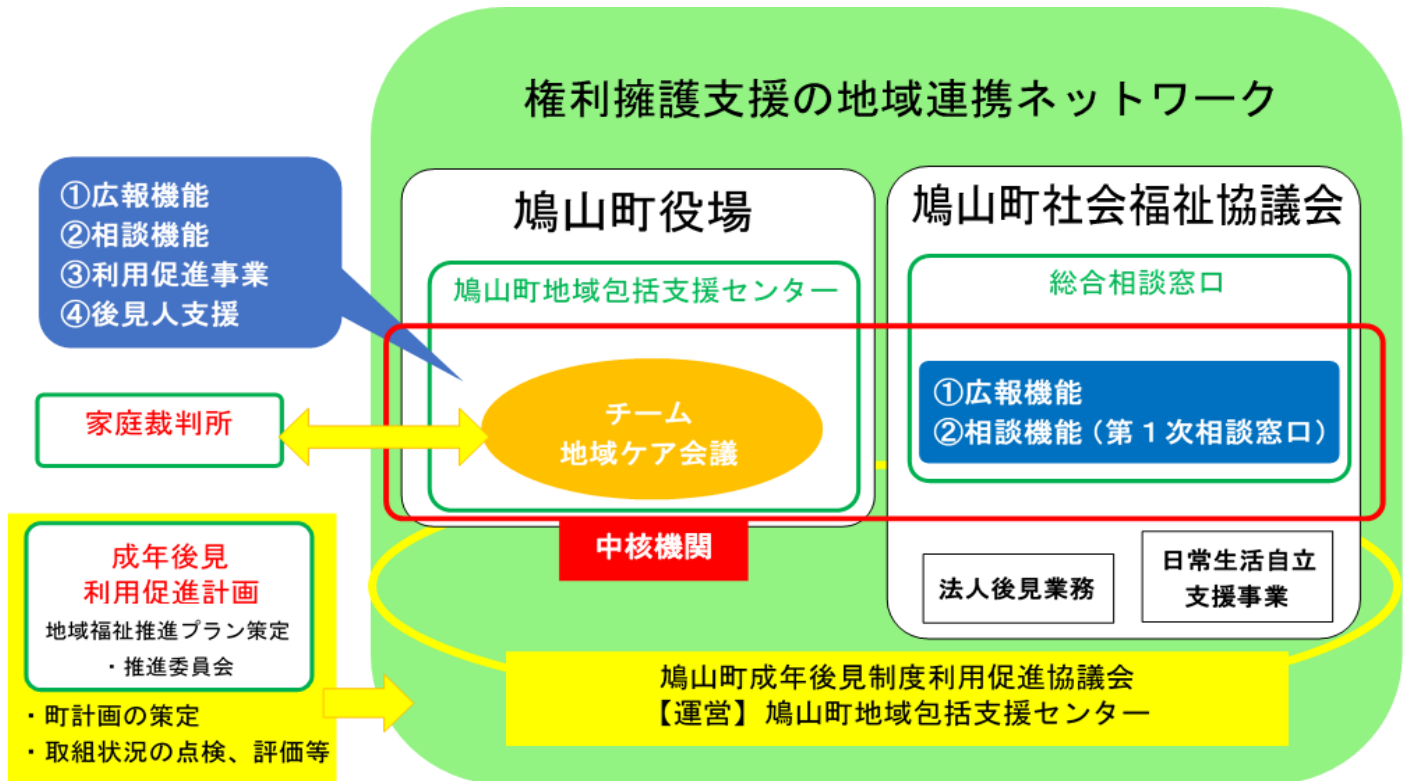 権利擁護支援の地域連携ネットワーク
①広報機能
②相談機能
③利用促進事業
④後見人支援
鳩山町役場
鳩山町地域包括支援センター
チーム
地域ケア会議
鳩山町社会福祉協議会
総合相談窓口
①広報機能
②相談機能（第１次相談窓口）
家庭裁判所
中核機関
法人後見業務
日常生活自立
支援事業
成年後見
利用促進計画
地域福祉推進プラン策定
・推進委員会
・町計画の策定
・取組状況の点検、評価等
鳩山町成年後見制度利用促進協議会
【運営】鳩山町地域包括支援センター